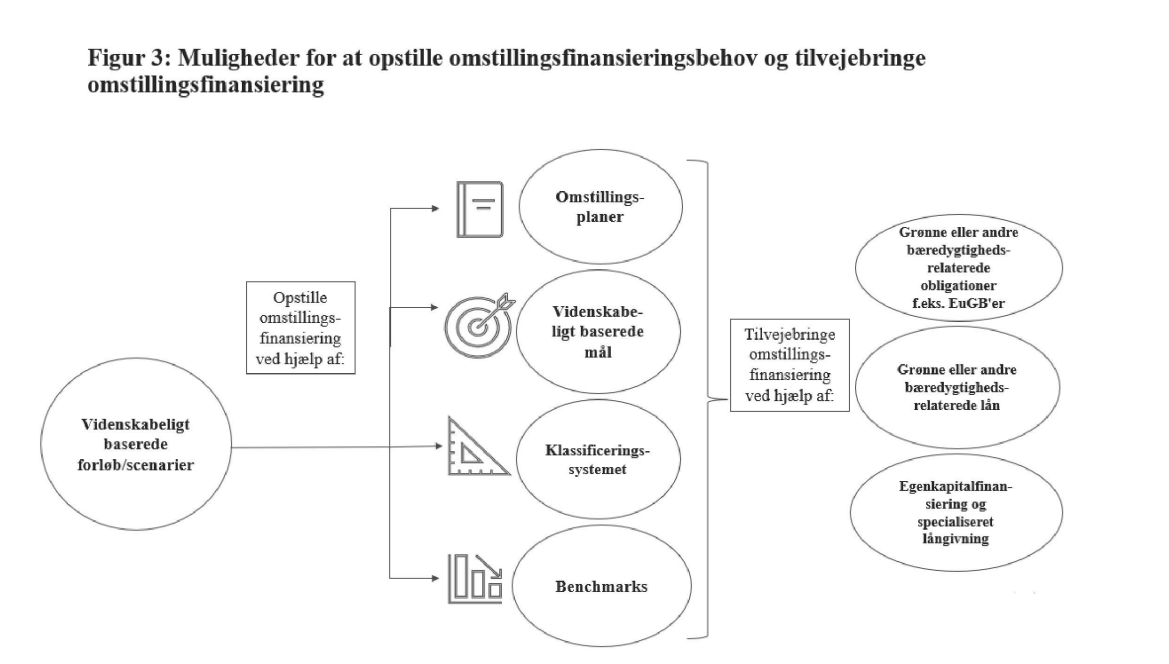 Figur 3: Muligheder for at opstille omstillingsfinansieringsbehov og tilvejebringe
omstillingsfinansiering
Videnskabeligt
baserede
forløb/scenarier
Opstille
omstillings-
finansiering
ved hjælp af:
Omstillings-
planer
Videnskabe-
ligt baserede
mål
Klassificerings-
systemet
Benchmarks
Tilvejebringe
omstillings-
finansiering
ved hjælp af:
Grønne eller andre
bæredygtigheds-
relaterede
obligationer
f.eks. EuGB'er
Grønne eller andre
bæredygtigheds-
relaterede lån
Egenkapitalfinan-
siering og
specialiseret
långivning